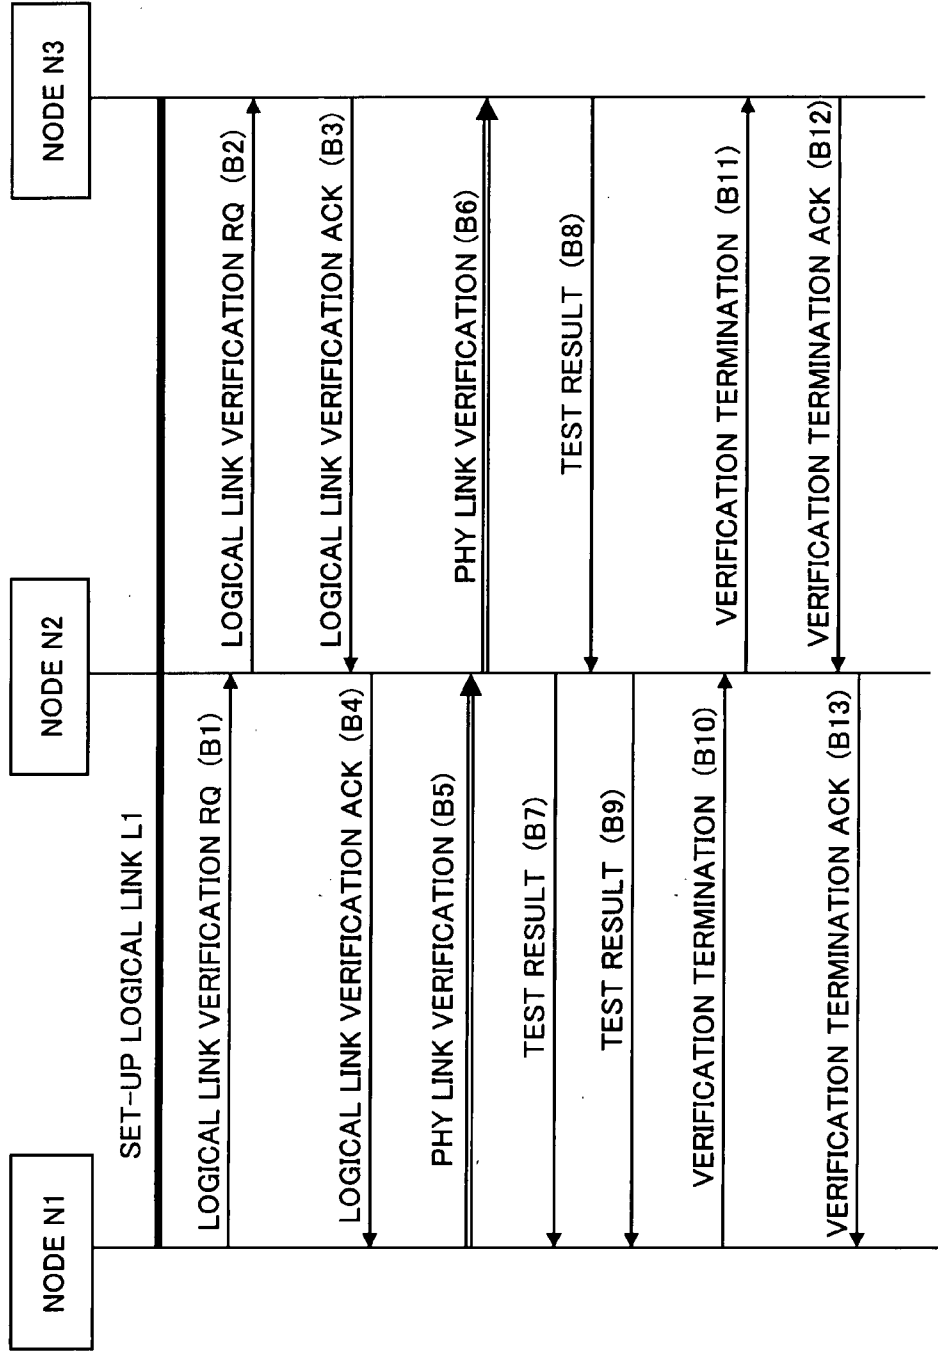 NODE N1
NODE N2
NODE N3
SET-UP LOGICAL LINK L1
LOGICAL LINK VERIFICATION RQ (B1)
LOGICAL LINK VERIFICATION RQ (B2)
LOGICAL LINK VERIFICATION ACK (B3)
LOGICAL LINK VERIFICATION ACK (B4)
PHY LINK VERIFICATION (B5)
PHY LINK VERIFICATION (B6)
TEST RESULT (B7)
TEST RESULT (B8)
TEST RESULT (B9)
VERIFICATION TERMINATION (B10)
VERIFICATION TERMINATION (B11)
VERIFICATION TERMINATION ACK (B12)
VERIFICATION TERMINATION ACK (B13)